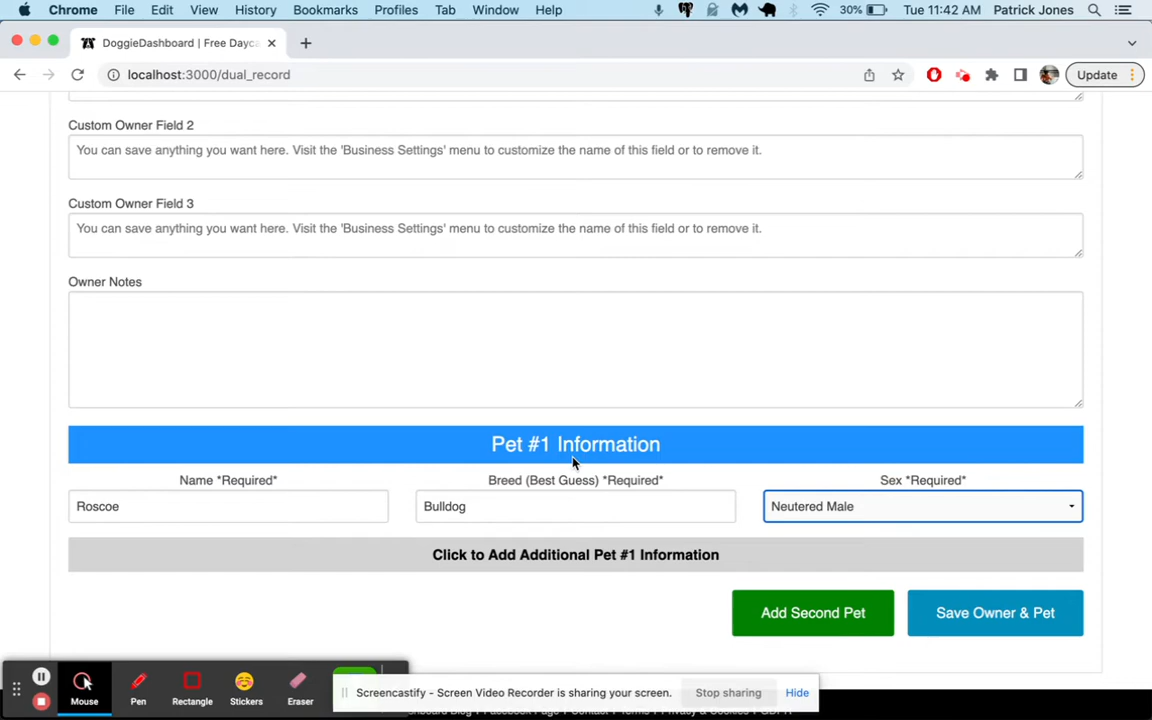 Chrome File Edit View History Bookmarks Profiles Tab Window Help 30% Tue 11:42 AM Patrick Jones
DoggieDashboard | Free Dayca
localhost:3000/dual_record Update
Custom Owner Field 2
You can save anything you want here. Visit the 'Business Settings' menu to customize the name of this field or to remove it.
Custom Owner Field 3
You can save anything you want here. Visit the 'Business Settings' menu to customize the name of this field or to remove it.
Owner Notes
Pet #1 Information
Name *Required* Breed (Best Guess) *Required* Sex *Required*
Roscoe Bulldog Neutered Male
Click to Add Additional Pet #1 Information
Add Second Pet Save Owner & Pet
Mouse Pen Rectangle Stickers Eraser
Screencastify - Screen Video Recorder is sharing your screen. Stop sharing Hide